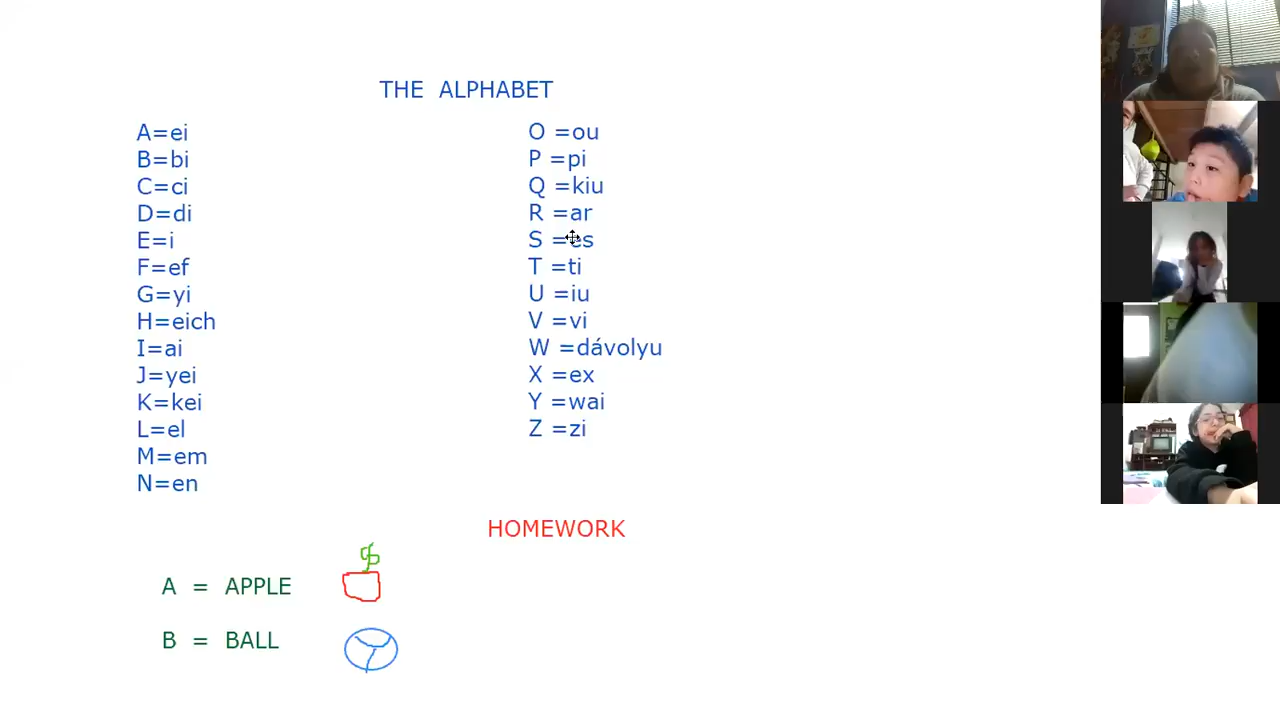 THE ALPHABET
A=ei
B=bi
C=ci
D=di
E=i
F=ef
G=yi
H=eich
I=ai
J=yei
K=kei
L=el
M=em
N=en
O =ou
P =pi
Q =kiu
R =ar
S =es
T =ti
U =iu
V =vi
W =dávolyu
X =ex
Y =wai
Z =zi
HOMEWORK
A = APPLE
B = BALL